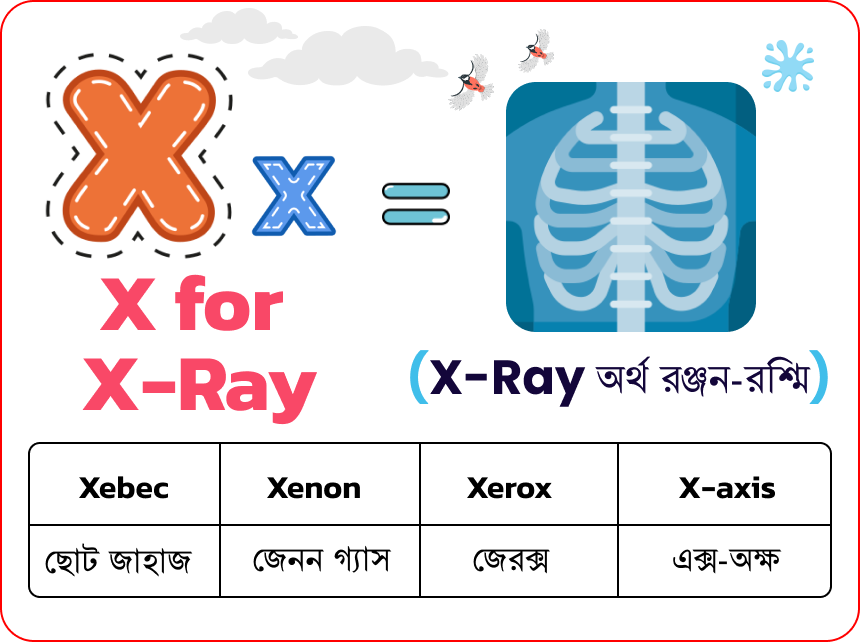 X x =
X for
X-Ray
(X-Ray অর্থ রঞ্জন-রশ্মি)
Xebec Xenon Xerox X-axis
ছোট জাহাজ জেনন গ্যাস জেরক্স এক্স-অক্ষ